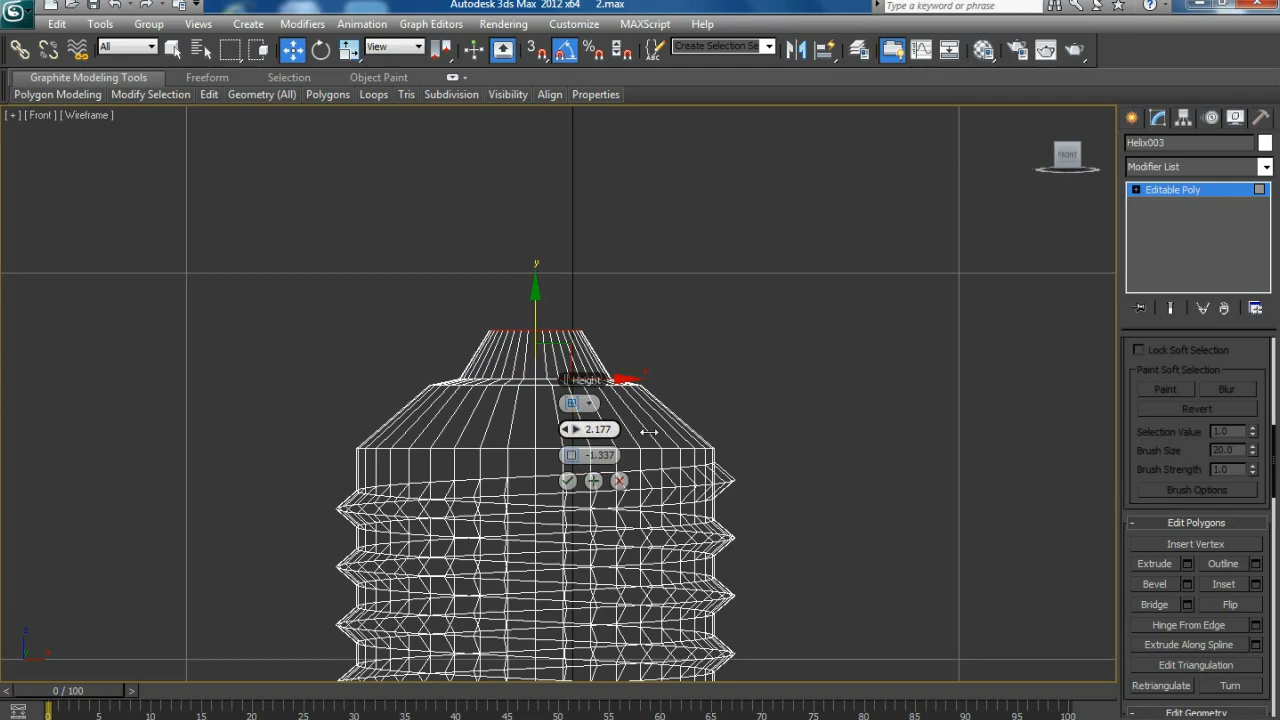 Autodesk 3ds Max 2012 x64 2.max
Type a keyword or phrase
Edit Tools Group Views Create Modifiers Animation Graph Editors Rendering Customize MAXScript Help
All View 3 Create Selection Se
Graphite Modeling Tools Freeform Selection Object Paint
Polygon Modeling Modify Selection Edit Geometry (All) Polygons Loops Tris Subdivision Visibility Align Properties
[ + ] [ Front ] [ Wireframe ]
FRONT
Helix003
Modifier List
Editable Poly
y
x
Height
2.177
-1.337
Lock Soft Selection
Paint Soft Selection
Paint Blur
Revert
Selection Value 1.0
Brush Size 20.0
Brush Strength 1.0
Brush Options
- Edit Polygons
Insert Vertex
Extrude Outline
Bevel Inset
Bridge Flip
Hinge From Edge
Extrude Along Spline
Edit Triangulation
Retriangulate Turn
- Edit Geometry
z
x
< 0 / 100 >
0 5 10 15 20 25 30 35 40 45 50 55 60 65 70 75 80 85 90 95 100